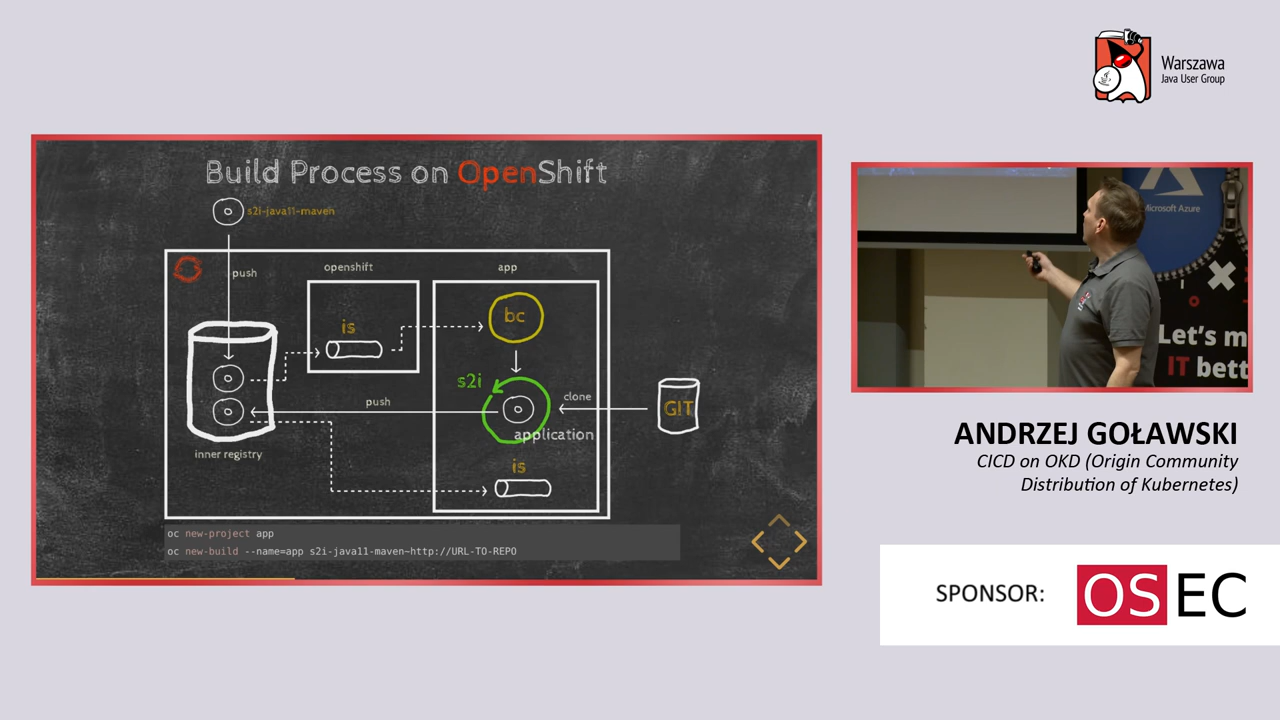 Warszawa
Java User Group
Build Process on OpenShift
s2i-java11-maven
push
openshift
app
is
bc
s2i
clone
GIT
push
application
inner registry
is
oc new-project app
oc new-build --name=app s2i-java11-maven~http://URL-TO-REPO
Microsoft Azure
Let's m
IT bett
ANDRZEJ GOŁAWSKI
CICD on OKD (Origin Community
Distribution of Kubernetes)
SPONSOR:
OSEC